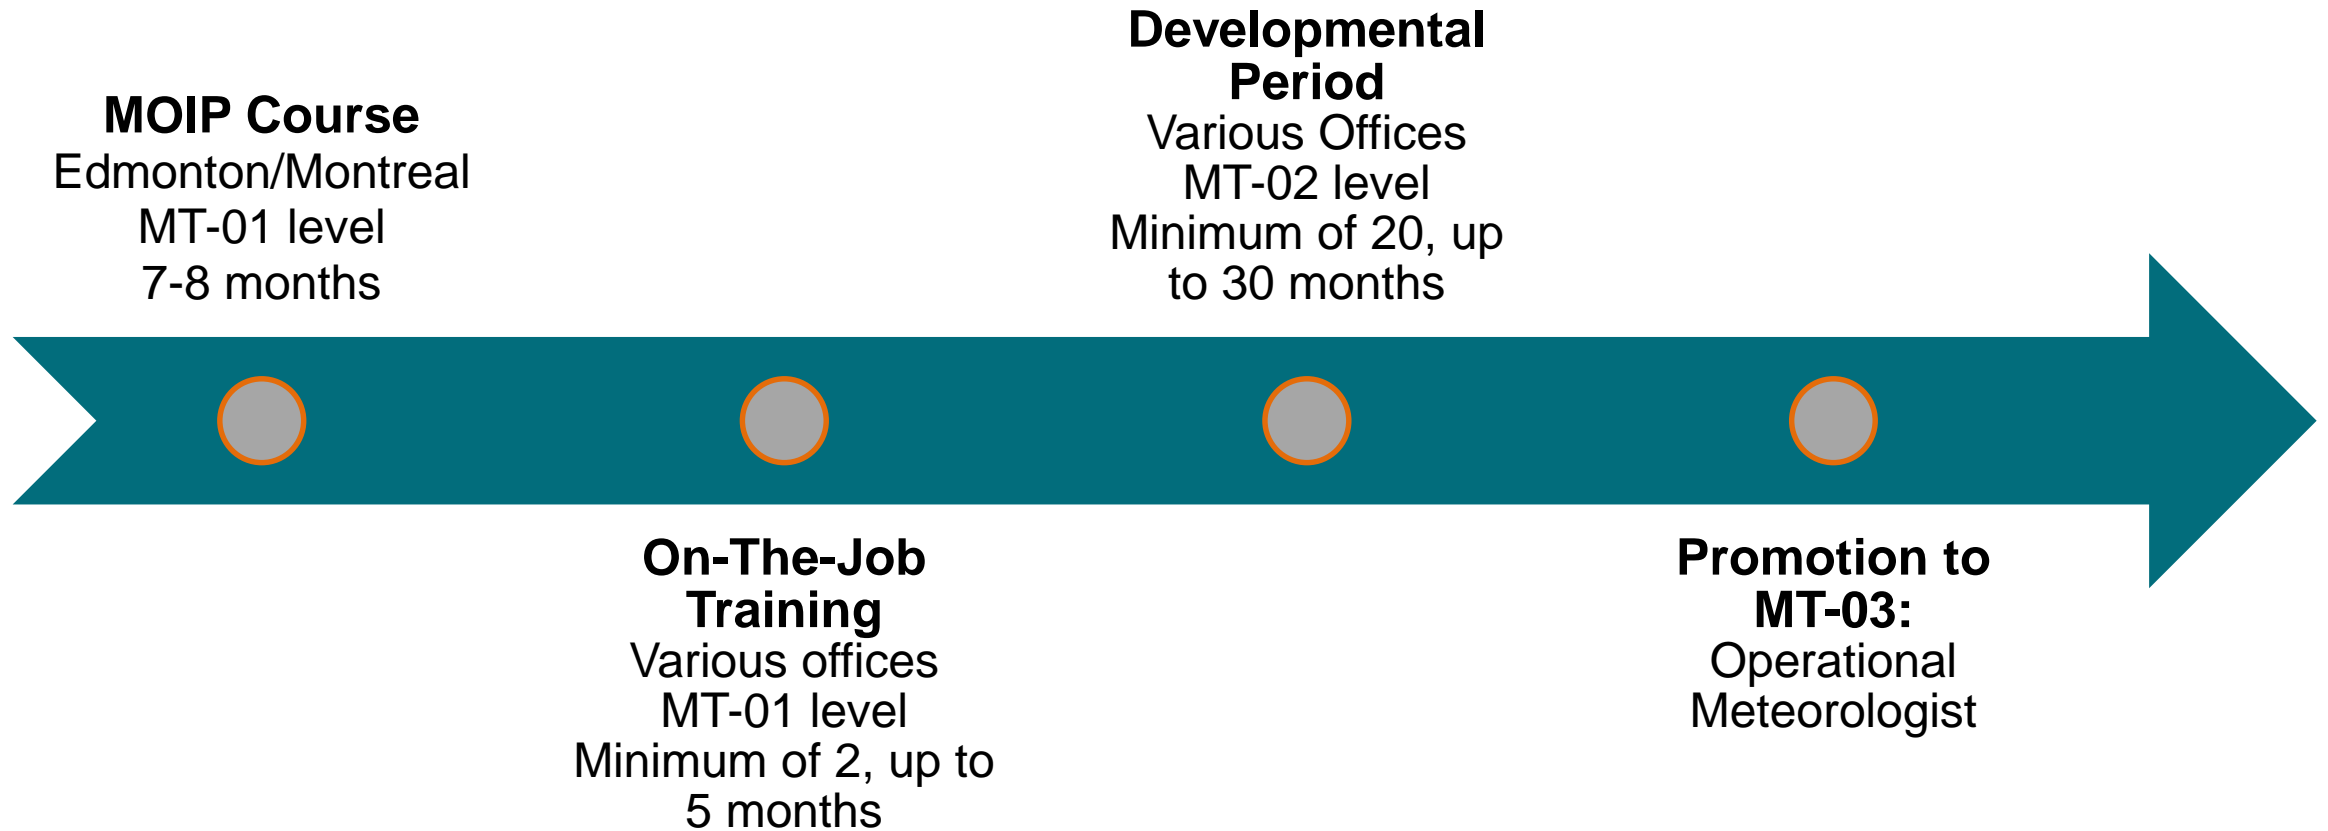 MOIP Course
Edmonton/Montreal
MT-01 level
7-8 months
On-The-Job
Training
Various offices
MT-01 level
Minimum of 2, up to
5 months
Developmental
Period
Various Offices
MT-02 level
Minimum of 20, up
to 30 months
Promotion to
MT-03:
Operational
Meteorologist